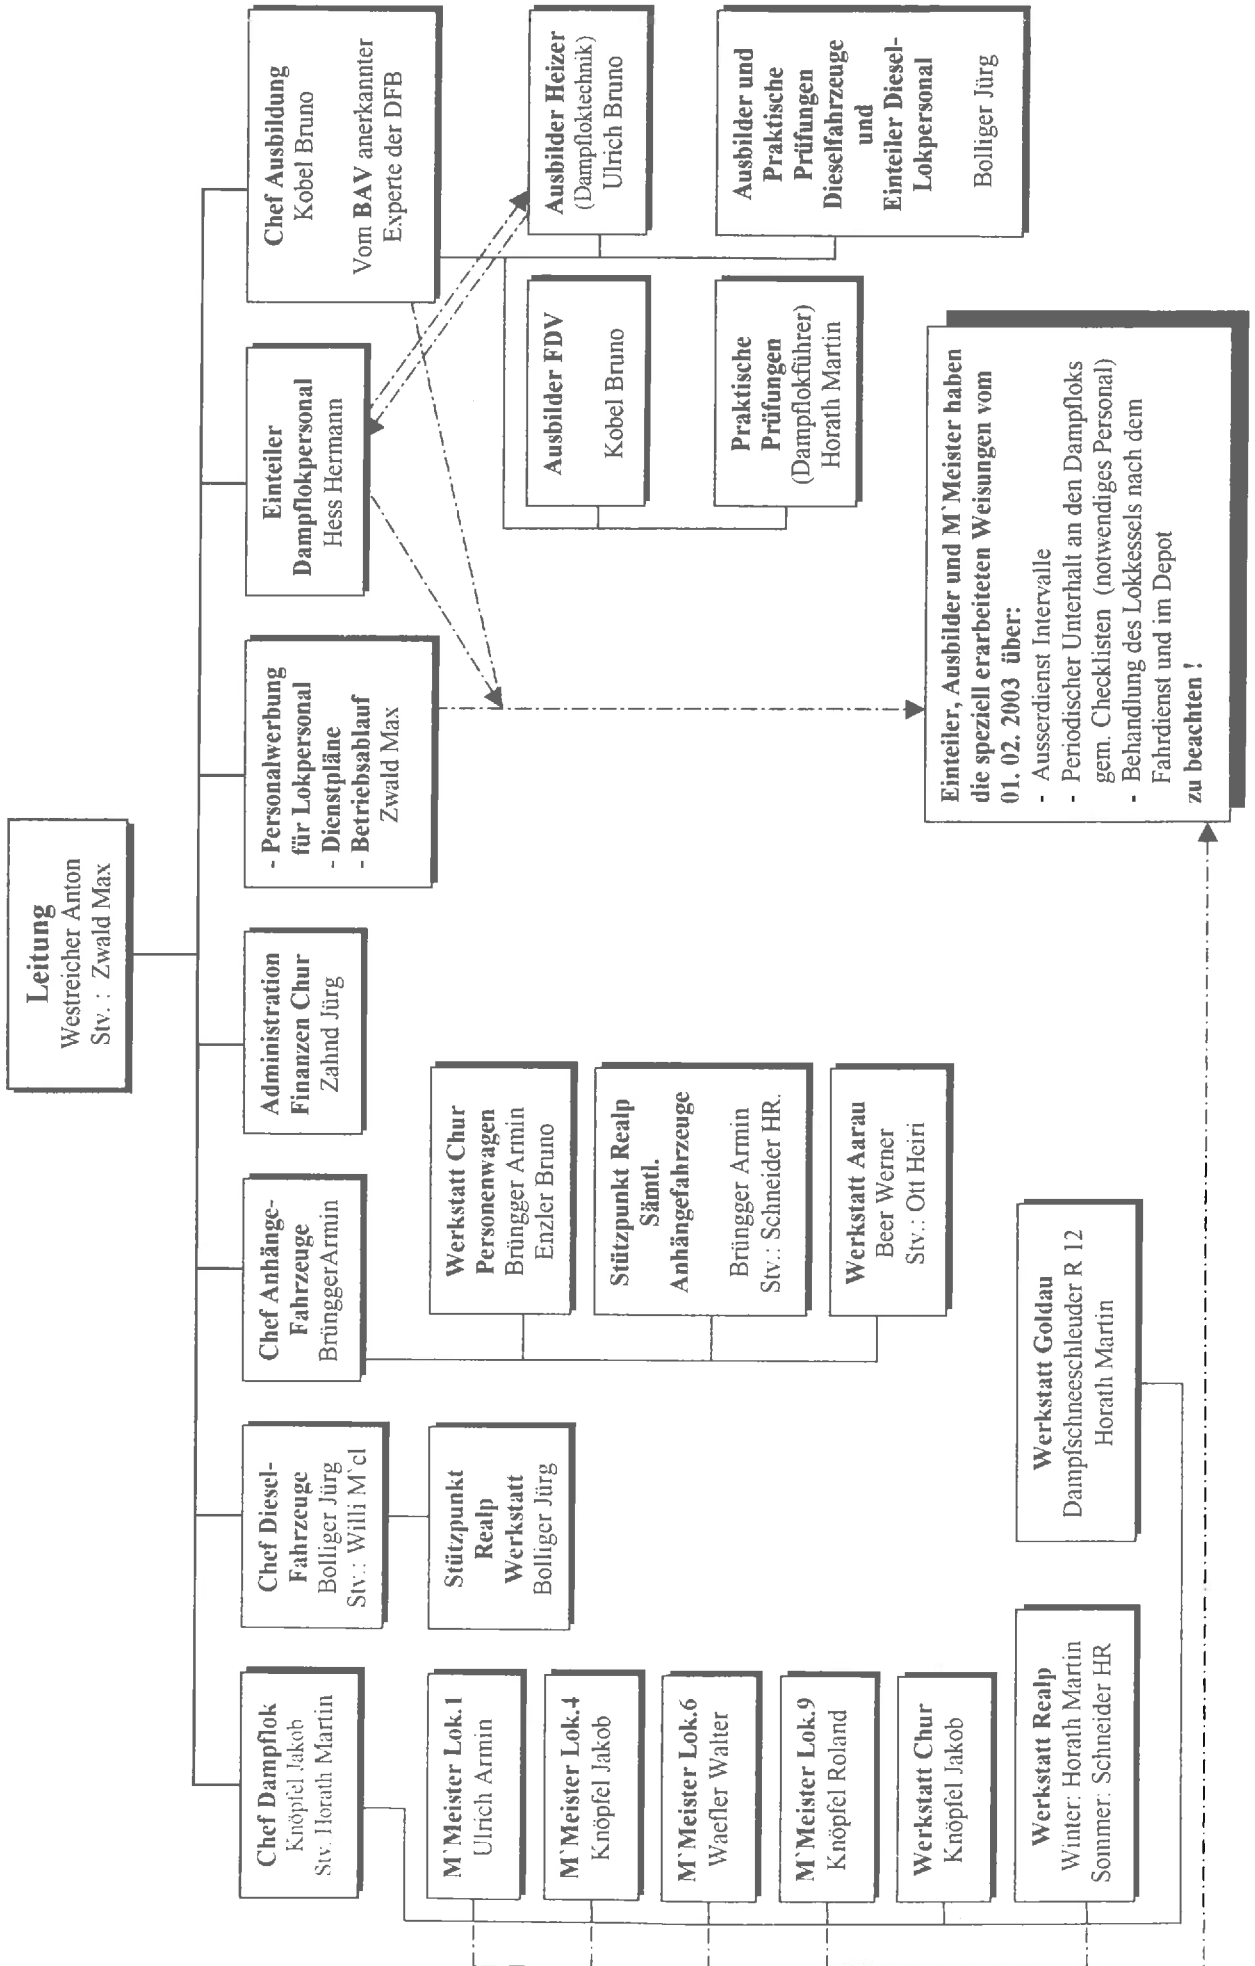 Leitung
Westreicher Anton
Stv. : Zwald Max
Chef Dampflok
Knöpfel Jakob
Stv. Horath Martin
Chef Diesel-
Fahrzeuge
Bolliger Jürg
Stv.: Willi M`cl
Chef Anhänge-
Fahrzeuge
BrünggerArmin
Administration
Finanzen Chur
Zahnd Jürg
- Personalwerbung
für Lokpersonal
- Dienstpläne
- Betriebsablauf
Zwald Max
Einteiler
Dampflokpersonal
Hess Hermann
Chef Ausbildung
Kobel Bruno
Vom BAV anerkannter
Experte der DFB
M`Meister Lok.1
Ulrich Armin
M`Meister Lok.4
Knöpfel Jakob
M`Meister Lok.6
Waefler Walter
M`Meister Lok.9
Knöpfel Roland
Werkstatt Chur
Knöpfel Jakob
Werkstatt Realp
Winter: Horath Martin
Sommer: Schneider HR
Werkstatt Goldau
Dampfschneeschleuder R 12
Horath Martin
Stützpunkt
Realp
Werkstatt
Bolliger Jürg
Werkstatt Chur
Personenwagen
Brüngger Armin
Enzler Bruno
Stützpunkt Realp
Sämtl.
Anhängefahrzeuge
Brüngger Armin
Stv.: Schneider HR.
Werkstatt Aarau
Beer Werner
Stv.: Ott Heiri
Ausbilder FDV
Kobel Bruno
Ausbilder Heizer
(Dampfloktechnik)
Ulrich Bruno
Praktische
Prüfungen
(Dampflokführer)
Horath Martin
Ausbilder und
Praktische
Prüfungen
Dieselfahrzeuge
und
Einteiler Diesel-
Lokpersonal
Bolliger Jürg
Einteiler, Ausbilder und M`Meister haben
die speziell erarbeiteten Weisungen vom
01. 02. 2003 über:
- Ausserdienst Intervalle
- Periodischer Unterhalt an den Dampfloks
gem. Checklisten (notwendiges Personal)
- Behandlung des Lokkessels nach dem
Fahrdienst und im Depot
zu beachten !